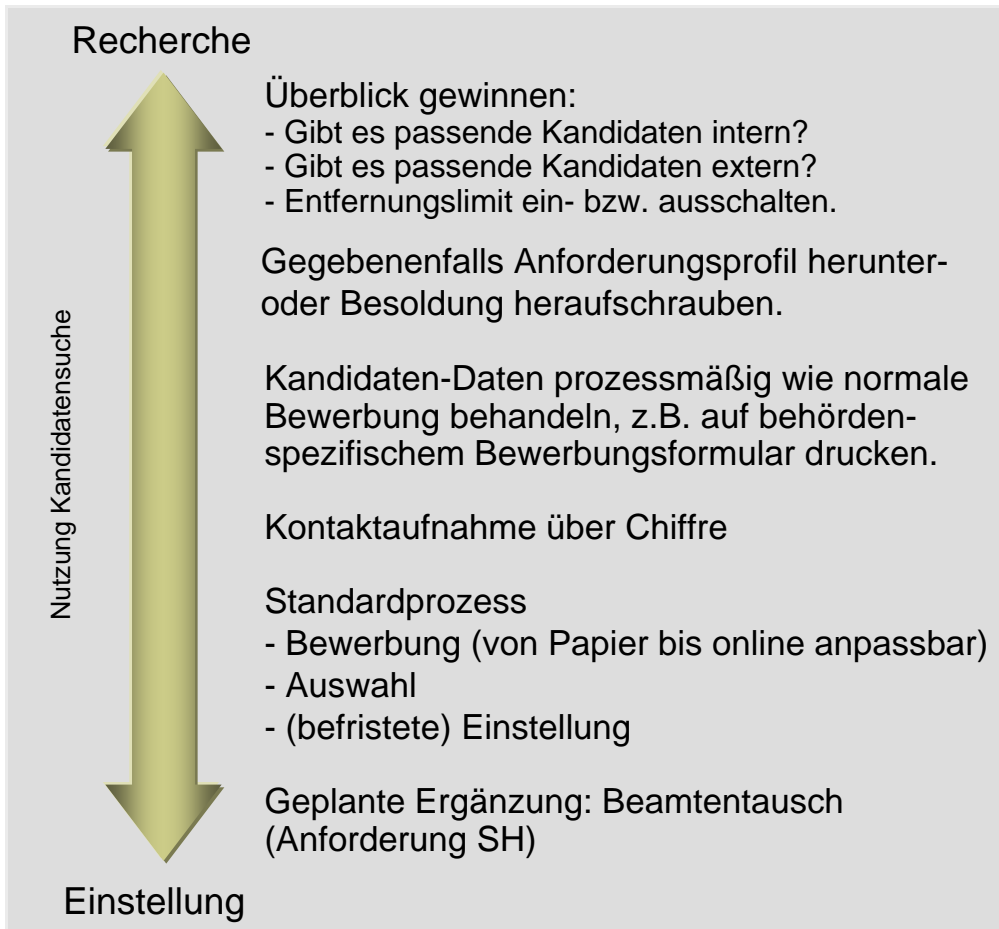 Recherche
Überblick gewinnen:
- Gibt es passende Kandidaten intern?
- Gibt es passende Kandidaten extern?
- Entfernungslimit ein- bzw. ausschalten.
Gegebenenfalls Anforderungsprofil herunter-
oder Besoldung heraufschrauben.
Nutzung Kandidatensuche
Kandidaten-Daten prozessmäßig wie normale
Bewerbung behandeln, z.B. auf behörden-
spezifischem Bewerbungsformular drucken.
Kontaktaufnahme über Chiffre
Standardprozess
- Bewerbung (von Papier bis online anpassbar)
- Auswahl
- (befristete) Einstellung
Geplante Ergänzung: Beamtentausch
(Anforderung SH)
Einstellung